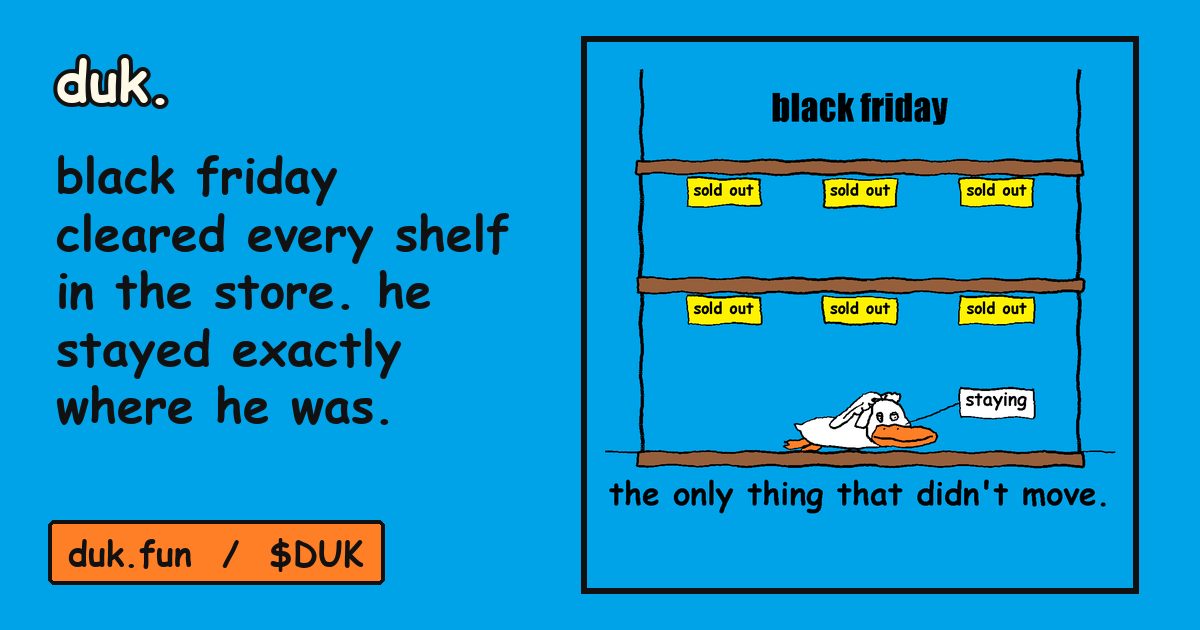 duk.
black friday
cleared every shelf
in the store. he
stayed exactly
where he was.
duk.fun / $DUK
black friday
sold out sold out sold out
sold out sold out sold out
staying
the only thing that didn't move.